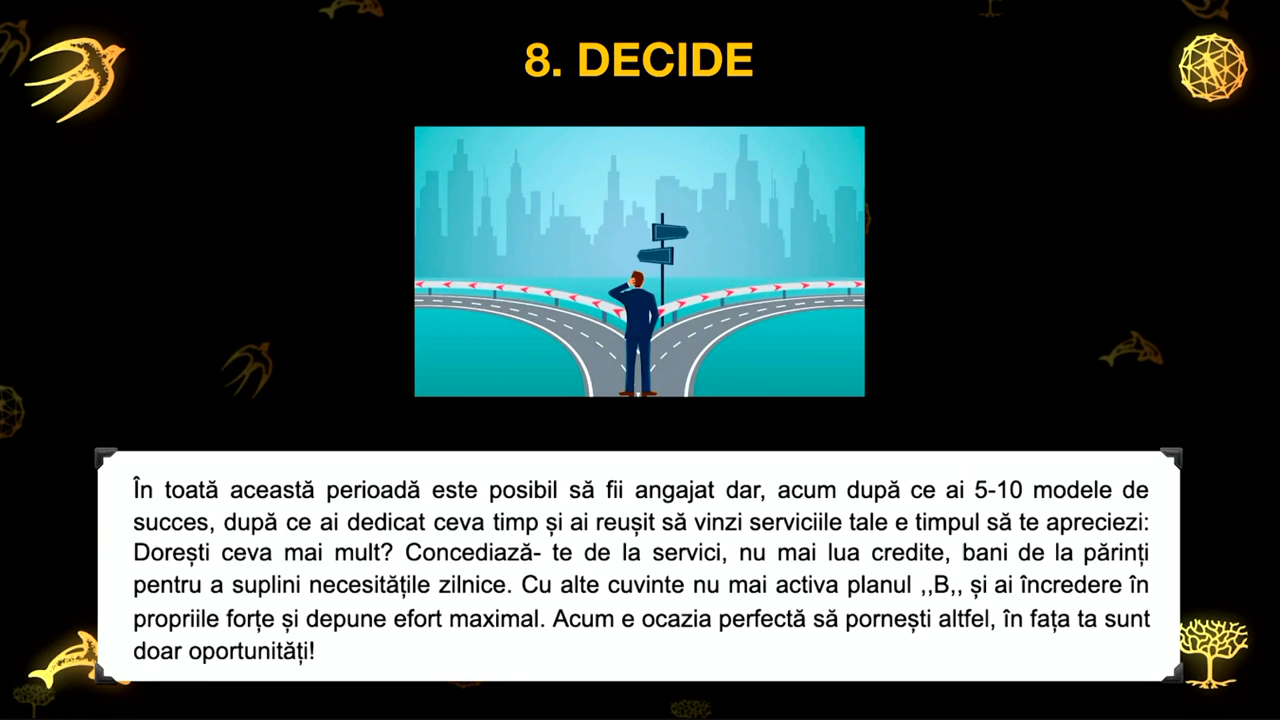 8. DECIDE
În toată această perioadă este posibil să fii angajat dar, acum după ce ai 5-10 modele de
succes, după ce ai dedicat ceva timp și ai reușit să vinzi serviciile tale e timpul să te apreciezi:
Dorești ceva mai mult? Concediază- te de la servici, nu mai lua credite, bani de la părinți
pentru a suplini necesitățile zilnice. Cu alte cuvinte nu mai activa planul ,,B,, și ai încredere în
propriile forțe și depune efort maximal. Acum e ocazia perfectă să pornești altfel, în fața ta sunt
doar oportunități!